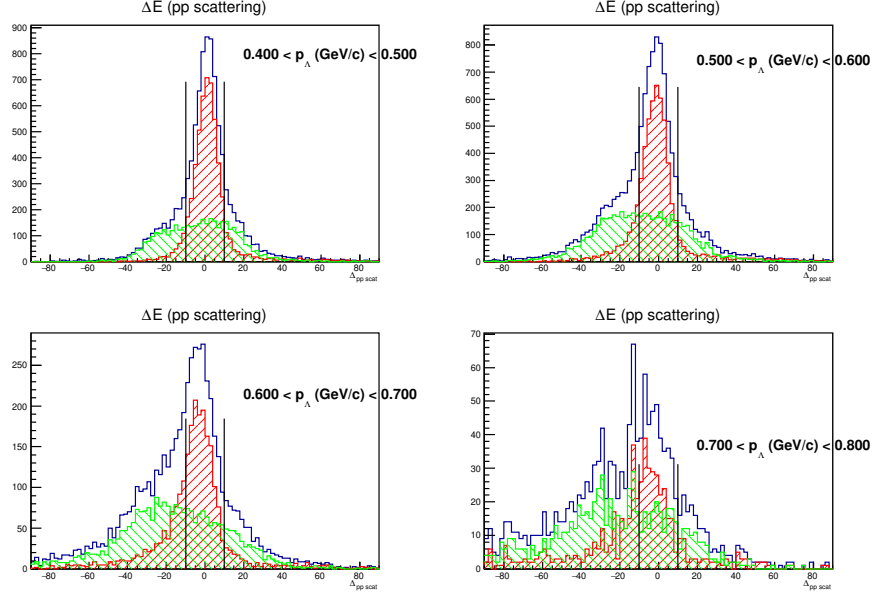 ΔE (pp scattering)
0.400 < p_Λ (GeV/c) < 0.500
900
800
700
600
500
400
300
200
100
0
-80 -60 -40 -20 0 20 40 60 80
Δ_pp scat
ΔE (pp scattering)
0.500 < p_Λ (GeV/c) < 0.600
800
700
600
500
400
300
200
100
0
-80 -60 -40 -20 0 20 40 60 80
Δ_pp scat
ΔE (pp scattering)
0.600 < p_Λ (GeV/c) < 0.700
250
200
150
100
50
0
-80 -60 -40 -20 0 20 40 60 80
Δ_pp scat
ΔE (pp scattering)
0.700 < p_Λ (GeV/c) < 0.800
70
60
50
40
30
20
10
0
-80 -60 -40 -20 0 20 40 60 80
Δ_pp scat